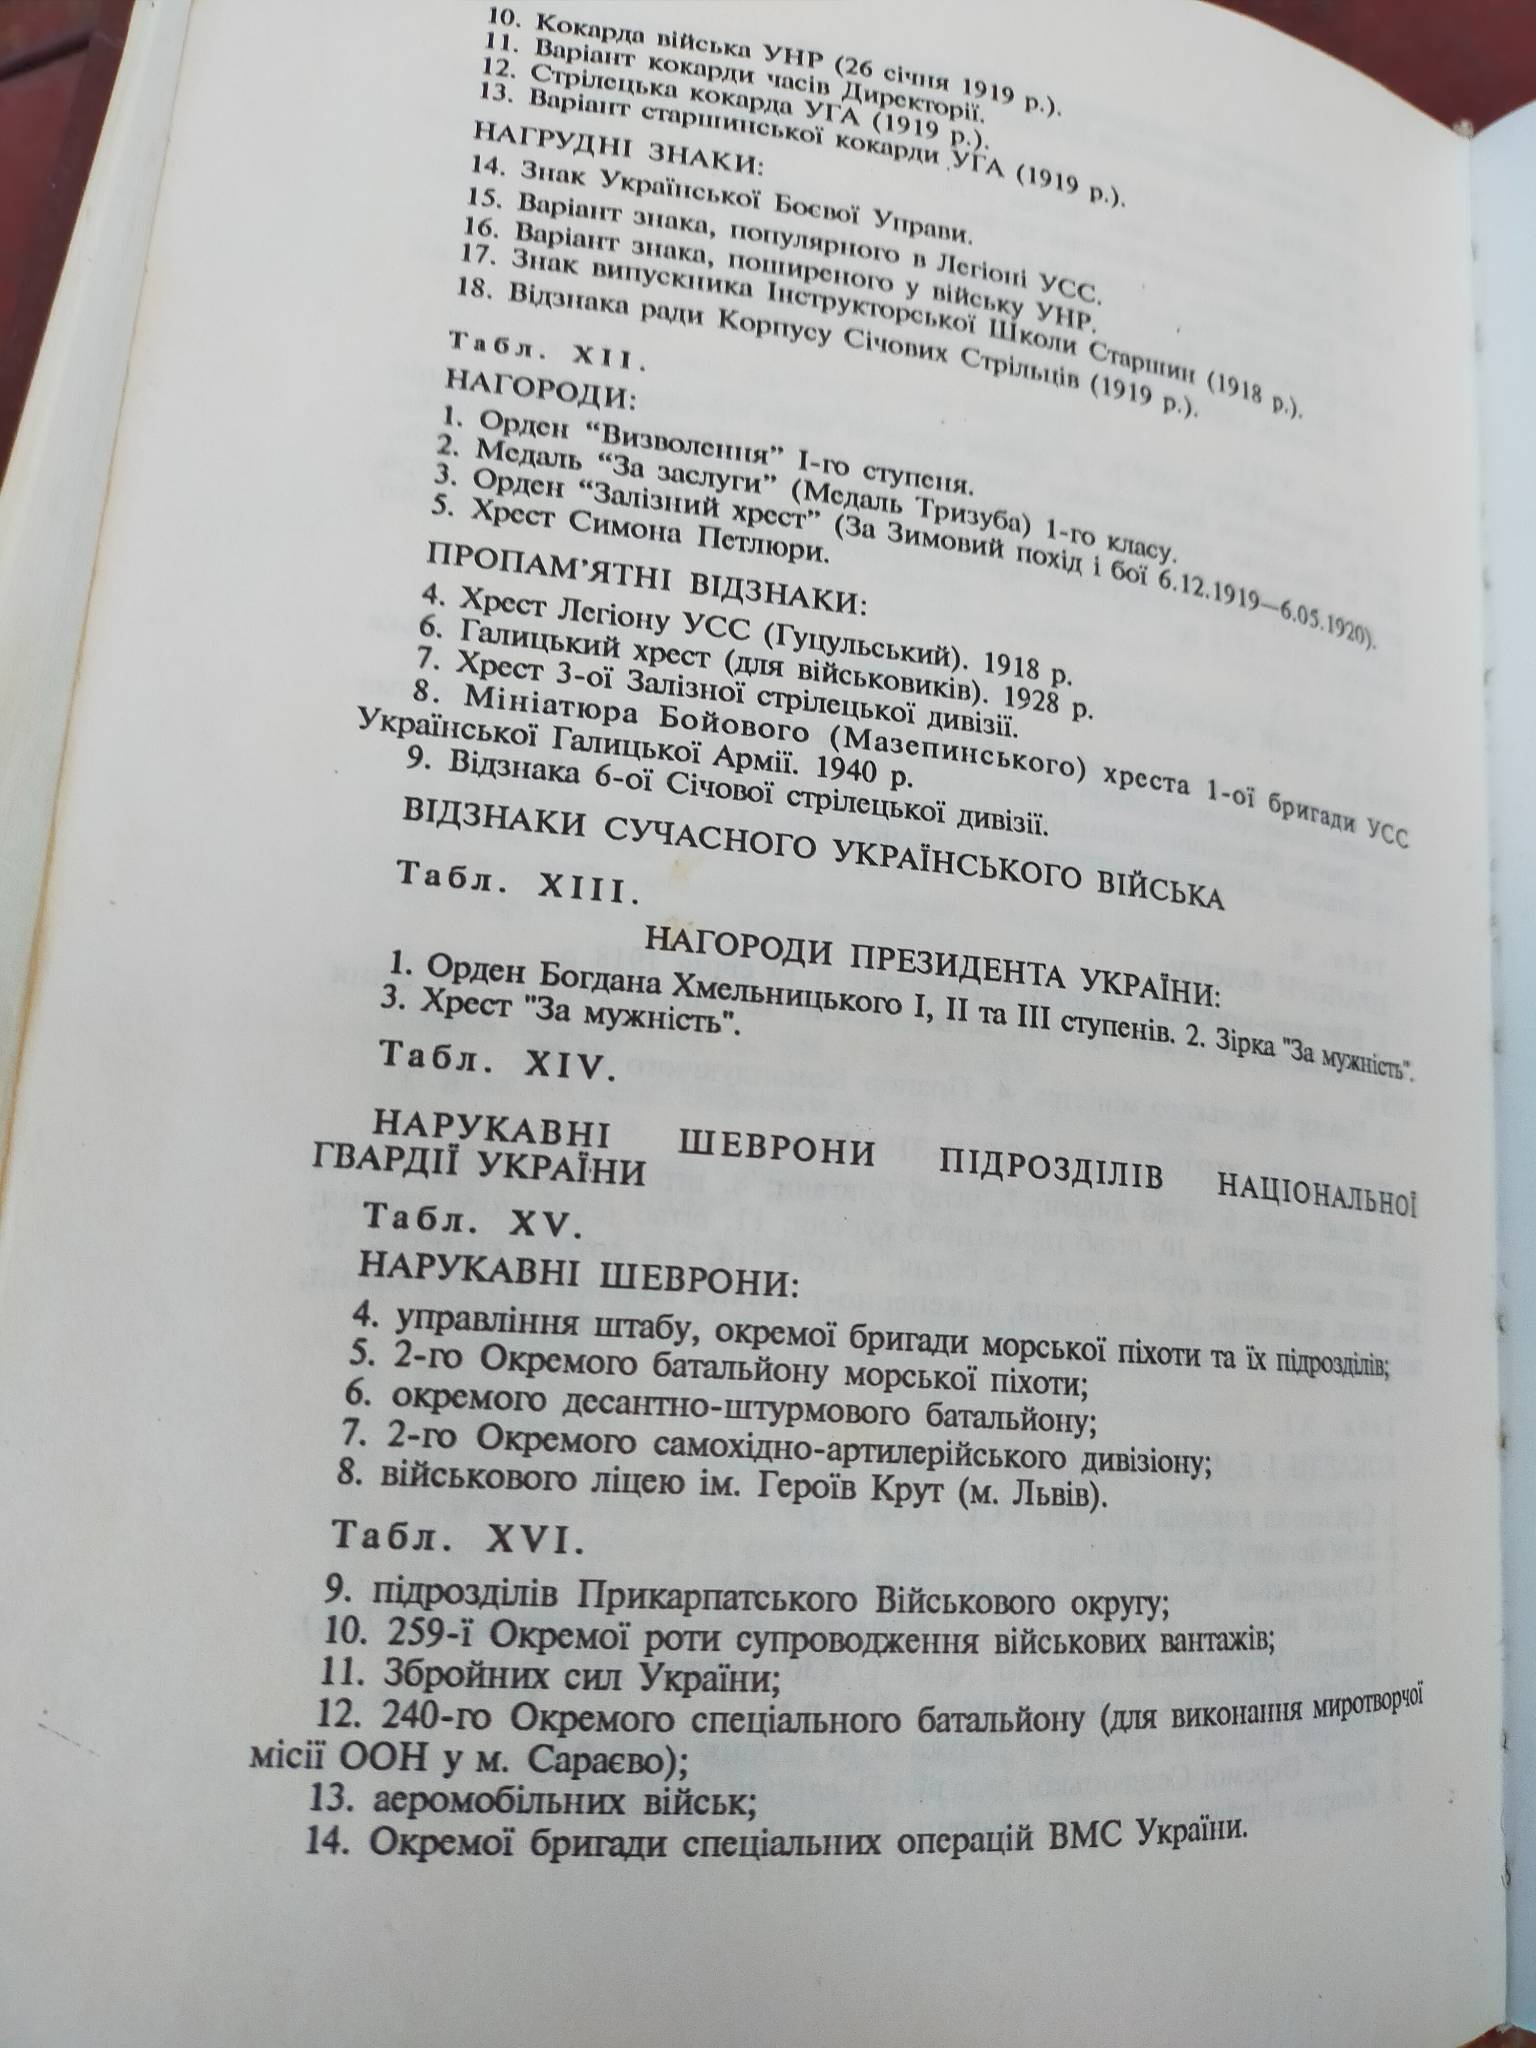 10. Кокарда війська УНР (26 січня 1919 р.).
11. Варіант кокарди часів Директорії.
12. Стрілецька кокарда УГА (1919 р.).
13. Варіант старшинської кокарди УГА (1919 р.).
НАГРУДНІ ЗНАКИ:
14. Знак Української Боєвої Управи.
15. Варіант знака, популярного в Легіоні УСС.
16. Варіант знака, поширеного у війську УНР.
17. Знак випускника Інструкторської Школи Старшин (1918 р.).
18. Відзнака ради Корпусу Січових Стрільців (1919 р.).
Табл. XII.
НАГОРОДИ:
1. Орден “Визволення” I-го ступеня.
2. Медаль “За заслуги” (Медаль Тризуба) 1-го класу.
3. Орден “Залізний хрест” (За Зимовий похід і бої 6.12.1919—6.05.1920).
5. Хрест Симона Петлюри.
ПРОПАМ’ЯТНІ ВІДЗНАКИ:
4. Хрест Легіону УСС (Гуцульський). 1918 р.
6. Галицький хрест (для військовиків). 1928 р.
7. Хрест 3-ої Залізної стрілецької дивізії.
8. Мініатюра Бойового (Мазепинського) хреста 1-ої бригади УСС
Української Галицької Армії. 1940 р.
9. Відзнака 6-ої Січової стрілецької дивізії.
ВІДЗНАКИ СУЧАСНОГО УКРАЇНСЬКОГО ВІЙСЬКА
Табл. XIII.
НАГОРОДИ ПРЕЗИДЕНТА УКРАЇНИ:
1. Орден Богдана Хмельницького I, II та III ступенів. 2. Зірка "За мужність".
3. Хрест "За мужність".
Табл. XIV.
НАРУКАВНІ ШЕВРОНИ ПІДРОЗДІЛІВ НАЦІОНАЛЬНОЇ
ГВАРДІЇ УКРАЇНИ
Табл. XV.
НАРУКАВНІ ШЕВРОНИ:
4. управління штабу, окремої бригади морської піхоти та їх підрозділів;
5. 2-го Окремого батальйону морської піхоти;
6. окремого десантно-штурмового батальйону;
7. 2-го Окремого самохідно-артилерійського дивізіону;
8. військового ліцею ім. Героїв Крут (м. Львів).
Табл. XVI.
9. підрозділів Прикарпатського Військового округу;
10. 259-ї Окремої роти супроводження військових вантажів;
11. Збройних сил України;
12. 240-го Окремого спеціального батальйону (для виконання миротворчої
місії ООН у м. Сараєво);
13. аеромобільних військ;
14. Окремої бригади спеціальних операцій ВМС України.